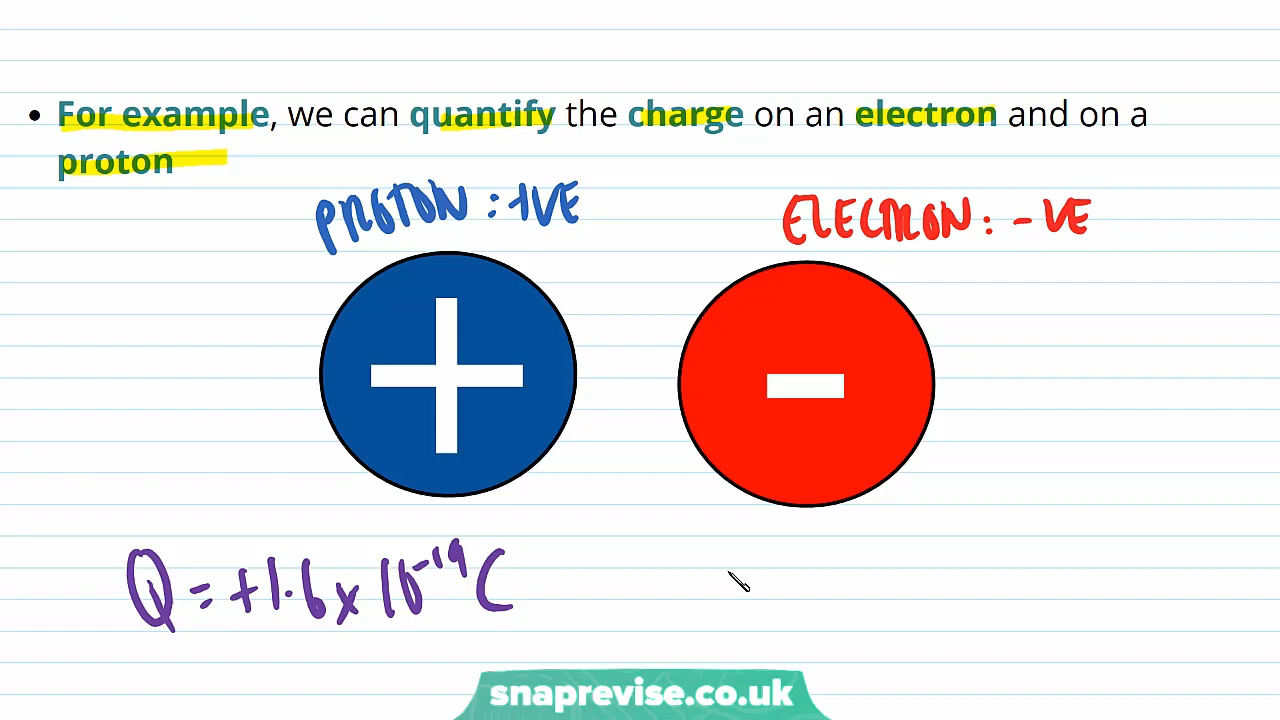 • For example, we can quantify the charge on an electron and on a
proton
PROTON : +VE
ELECTRON : -VE
+
-
Q = +1.6 x 10⁻¹⁹ C
snaprevise.co.uk